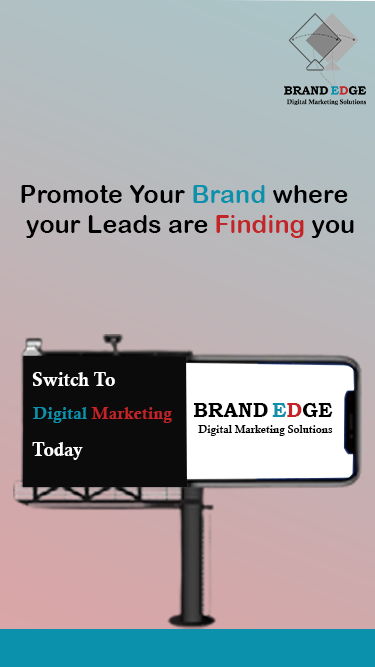 BRAND EDGE
Digital Marketing Solutions
Promote Your Brand where
your Leads are Finding you
Switch To
Digital Marketing
Today
BRAND EDGE
Digital Marketing Solutions